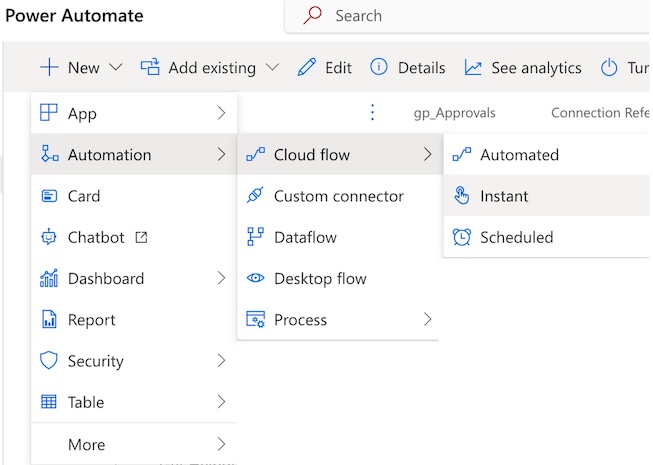 Power Automate
Search
New Add existing Edit Details See analytics Tur
App gp_Approvals Connection Refe
Automation Cloud flow Automated
Card Custom connector Instant
Chatbot Dataflow Scheduled
Dashboard Desktop flow
Report Process
Security
Table
More